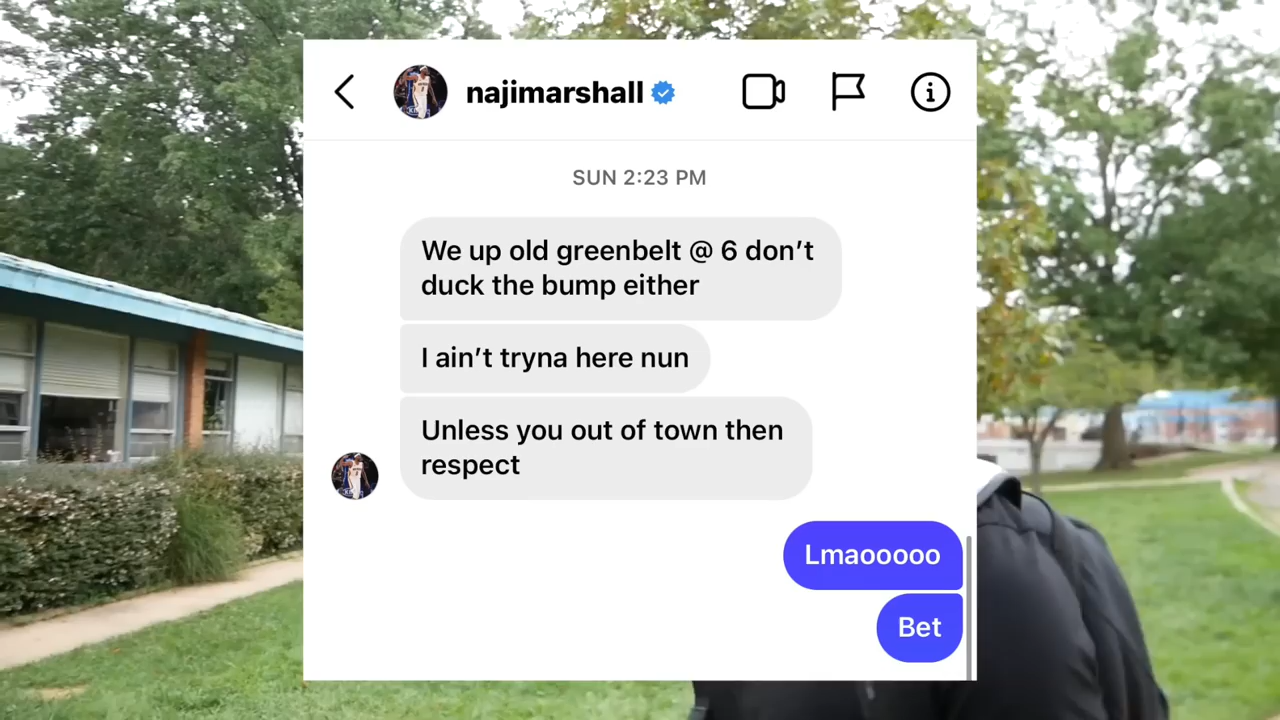 najimarshall
SUN 2:23 PM
We up old greenbelt @ 6 don’t
duck the bump either
I ain’t tryna here nun
Unless you out of town then
respect
Lmaooooo
Bet